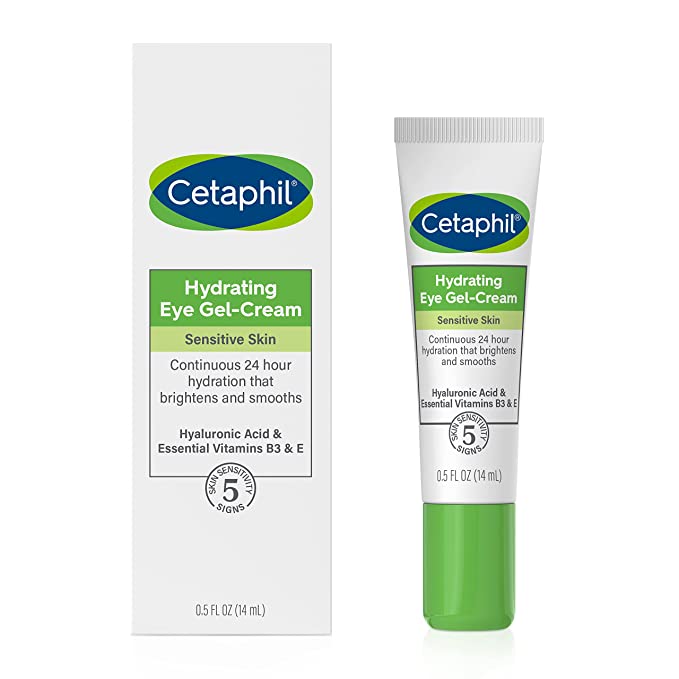 Cetaphil®
Hydrating
Eye Gel-Cream
Sensitive Skin
Continuous 24 hour
hydration that
brightens and smooths
Hyaluronic Acid &
Essential Vitamins B3 & E
SKIN SENSITIVITY
5
SIGNS
0.5 FL OZ (14 mL)
Cetaphil®
Hydrating
Eye Gel-Cream
Sensitive Skin
Continuous 24 hour
hydration that brightens
and smooths
Hyaluronic Acid &
Essential Vitamins B3 & E
SKIN SENSITIVITY
5
SIGNS
0.5 FL OZ (14 mL)